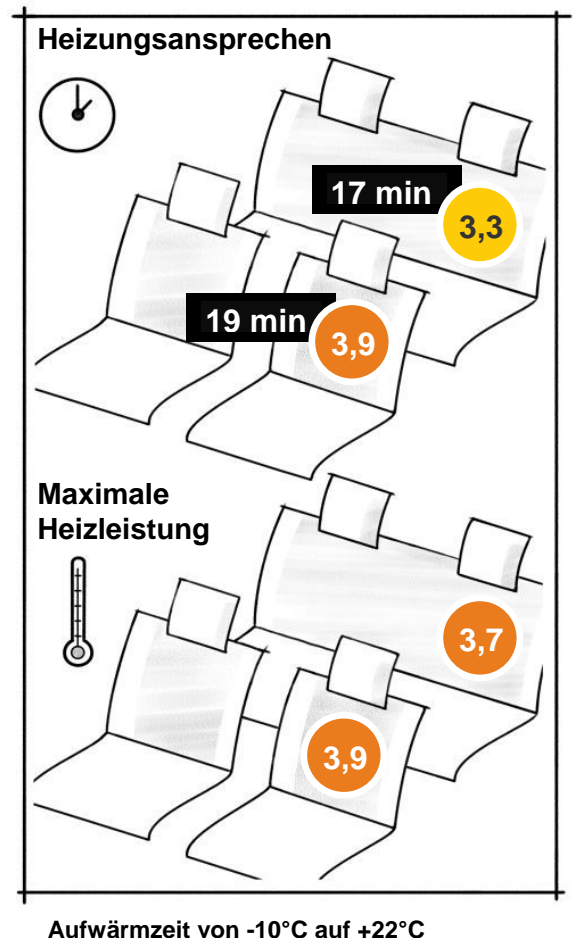 Heizungsansprechen
17 min
3,3
19 min
3,9
Maximale
Heizleistung
3,7
3,9
Aufwärmzeit von -10°C auf +22°C